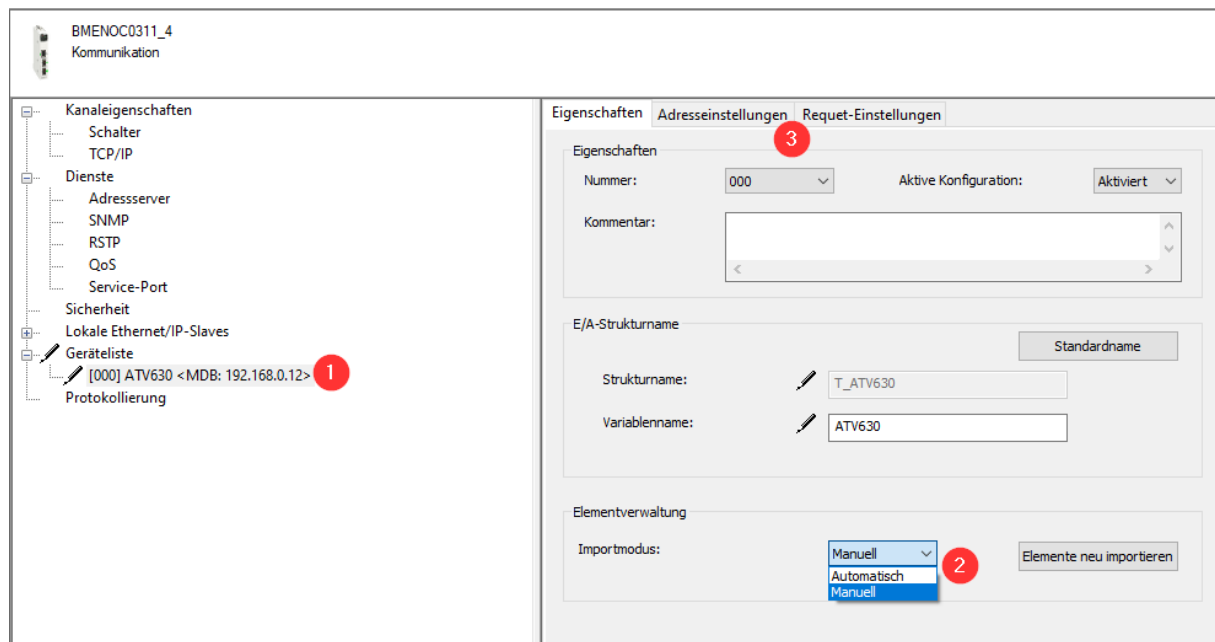 BMENOC0311_4
Kommunikation
Kanaleigenschaften
Schalter
TCP/IP
Dienste
Adressserver
SNMP
RSTP
QoS
Service-Port
Sicherheit
Lokale Ethernet/IP-Slaves
Geräteliste
[000] ATV630 <MDB: 192.168.0.12> 1
Protokollierung
Eigenschaften Adresseinstellungen Requet-Einstellungen
3
Eigenschaften
Nummer: 000 Aktive Konfiguration: Aktiviert
Kommentar:
E/A-Strukturname
Standardname
Strukturname: T_ATV630
Variablenname: ATV630
Elementverwaltung
Importmodus: Manuell 2 Elemente neu importieren
Automatisch
Manuell